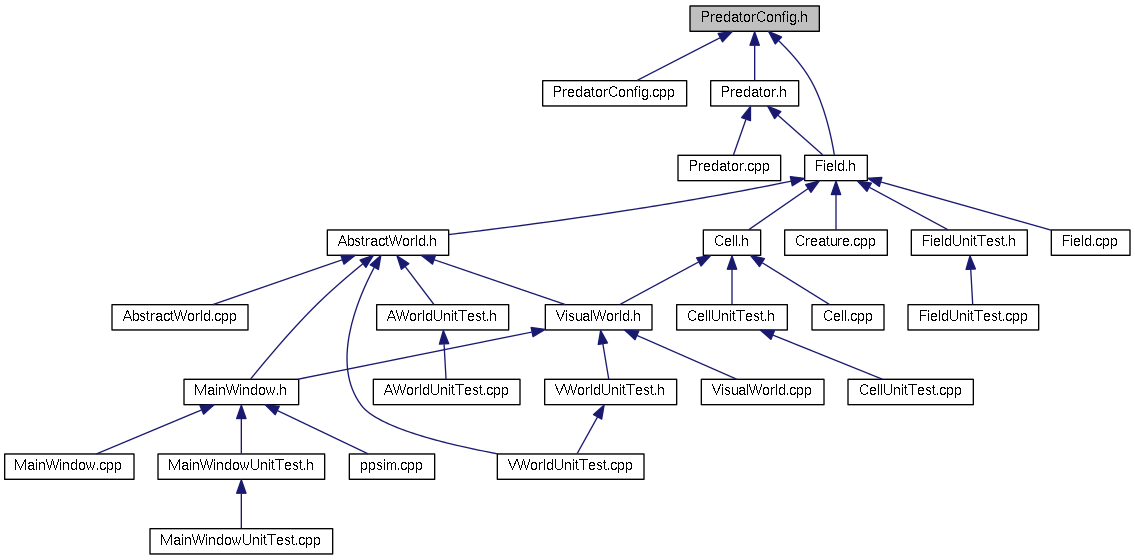 PredatorConfig.h
PredatorConfig.cpp
Predator.h
Predator.cpp
Field.h
AbstractWorld.h
Cell.h
Creature.cpp
FieldUnitTest.h
Field.cpp
AbstractWorld.cpp
AWorldUnitTest.h
VisualWorld.h
CellUnitTest.h
Cell.cpp
FieldUnitTest.cpp
MainWindow.h
AWorldUnitTest.cpp
VWorldUnitTest.h
VisualWorld.cpp
CellUnitTest.cpp
MainWindow.cpp
MainWindowUnitTest.h
ppsim.cpp
VWorldUnitTest.cpp
MainWindowUnitTest.cpp